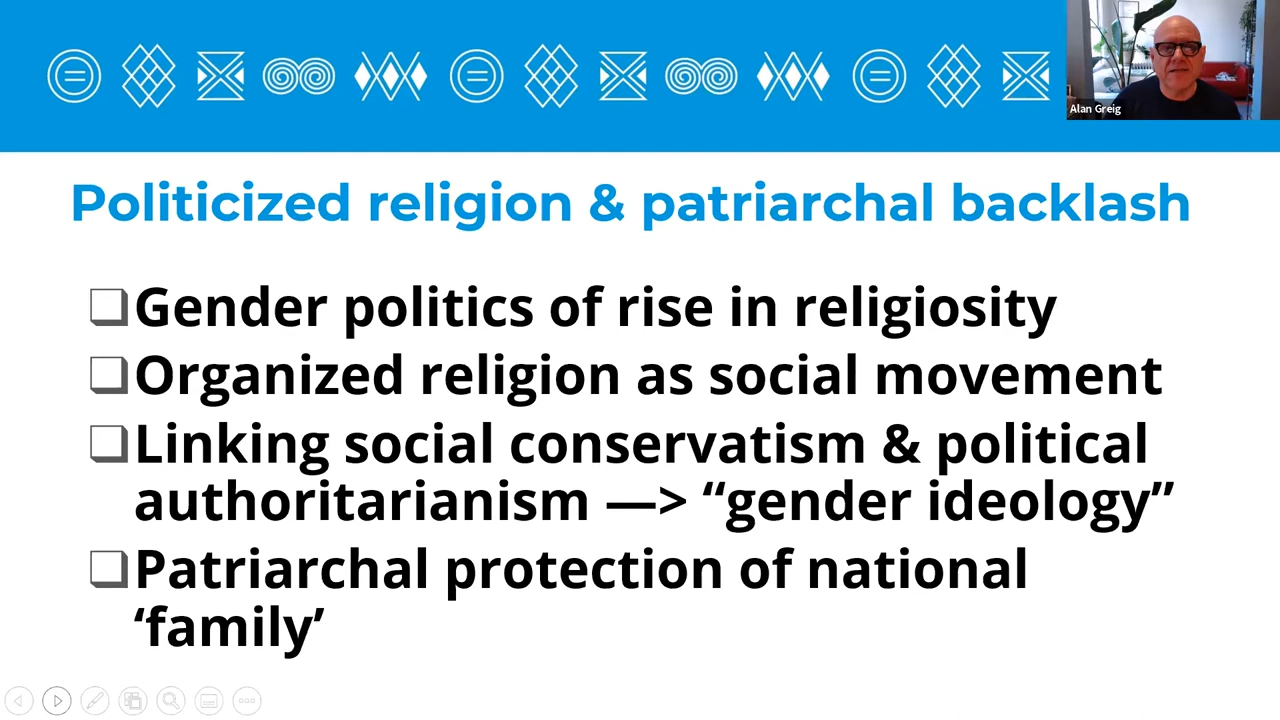 Alan Greig
Politicized religion & patriarchal backlash
❑Gender politics of rise in religiosity
❑Organized religion as social movement
❑Linking social conservatism & political
authoritarianism —> “gender ideology”
❑Patriarchal protection of national
‘family’